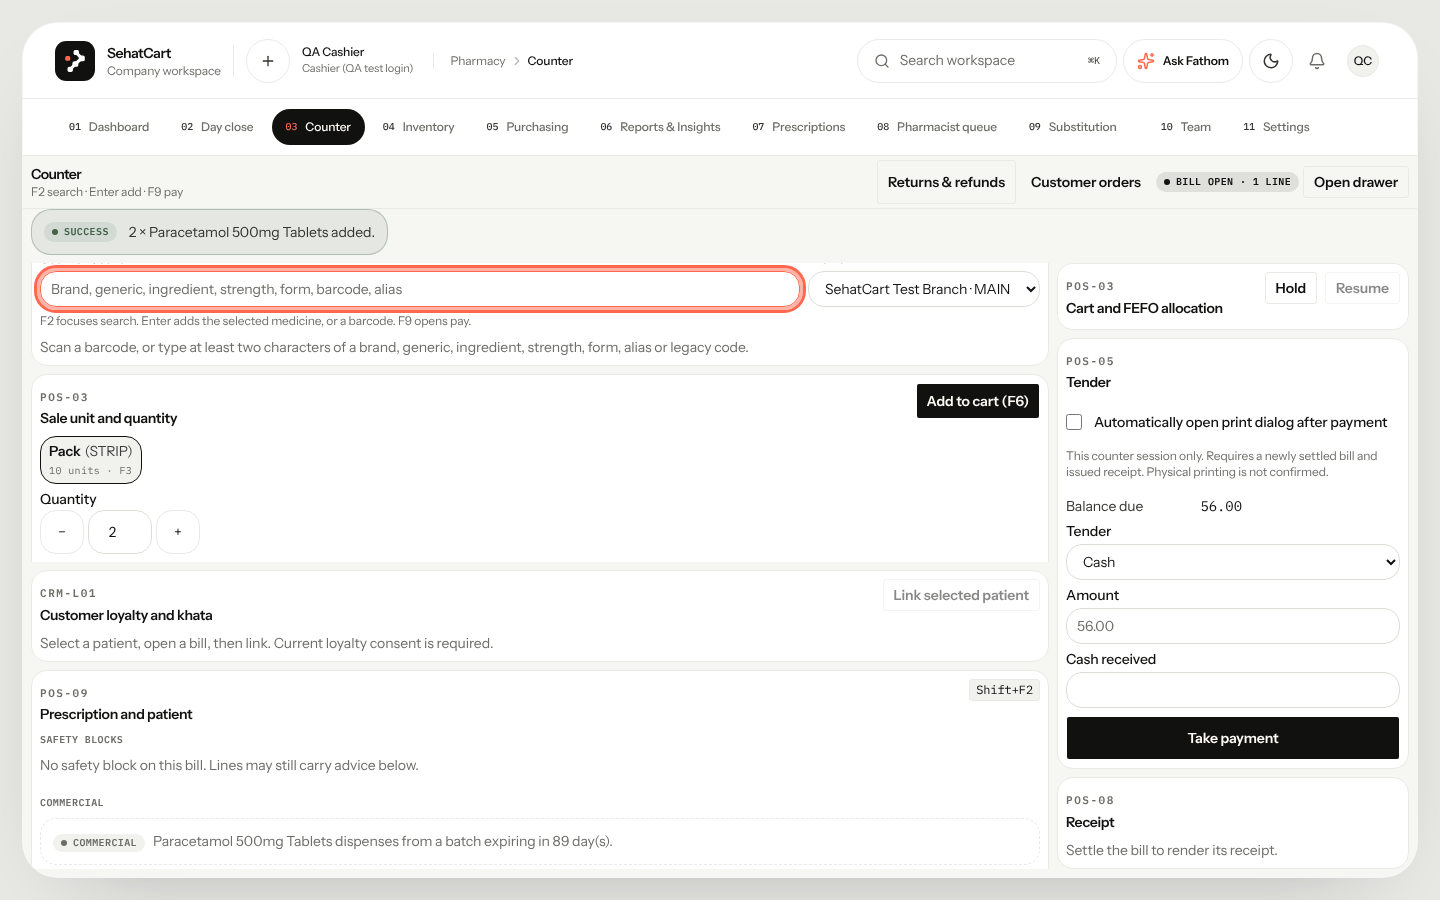 SehatCart
Company workspace
+
QA Cashier
Cashier (QA test login)
Pharmacy > Counter
Search workspace ⌘K
Ask Fathom
QC
01 Dashboard
02 Day close
03 Counter
04 Inventory
05 Purchasing
06 Reports & Insights
07 Prescriptions
08 Pharmacist queue
09 Substitution
10 Team
11 Settings
Counter
F2 search · Enter add · F9 pay
Returns & refunds
Customer orders
BILL OPEN · 1 LINE
Open drawer
SUCCESS 2 × Paracetamol 500mg Tablets added.
Brand, generic, ingredient, strength, form, barcode, alias
SehatCart Test Branch · MAIN
F2 focuses search. Enter adds the selected medicine, or a barcode. F9 opens pay.
Scan a barcode, or type at least two characters of a brand, generic, ingredient, strength, form, alias or legacy code.
POS-03
Sale unit and quantity
Add to cart (F6)
Pack (STRIP)
10 units · F3
Quantity
− 2 +
CRM-L01
Customer loyalty and khata
Link selected patient
Select a patient, open a bill, then link. Current loyalty consent is required.
POS-09
Prescription and patient
Shift+F2
SAFETY BLOCKS
No safety block on this bill. Lines may still carry advice below.
COMMERCIAL
COMMERCIAL Paracetamol 500mg Tablets dispenses from a batch expiring in 89 day(s).
POS-03
Cart and FEFO allocation
Hold
Resume
POS-05
Tender
Automatically open print dialog after payment
This counter session only. Requires a newly settled bill and
issued receipt. Physical printing is not confirmed.
Balance due 56.00
Tender
Cash
Amount
56.00
Cash received
Take payment
POS-08
Receipt
Settle the bill to render its receipt.